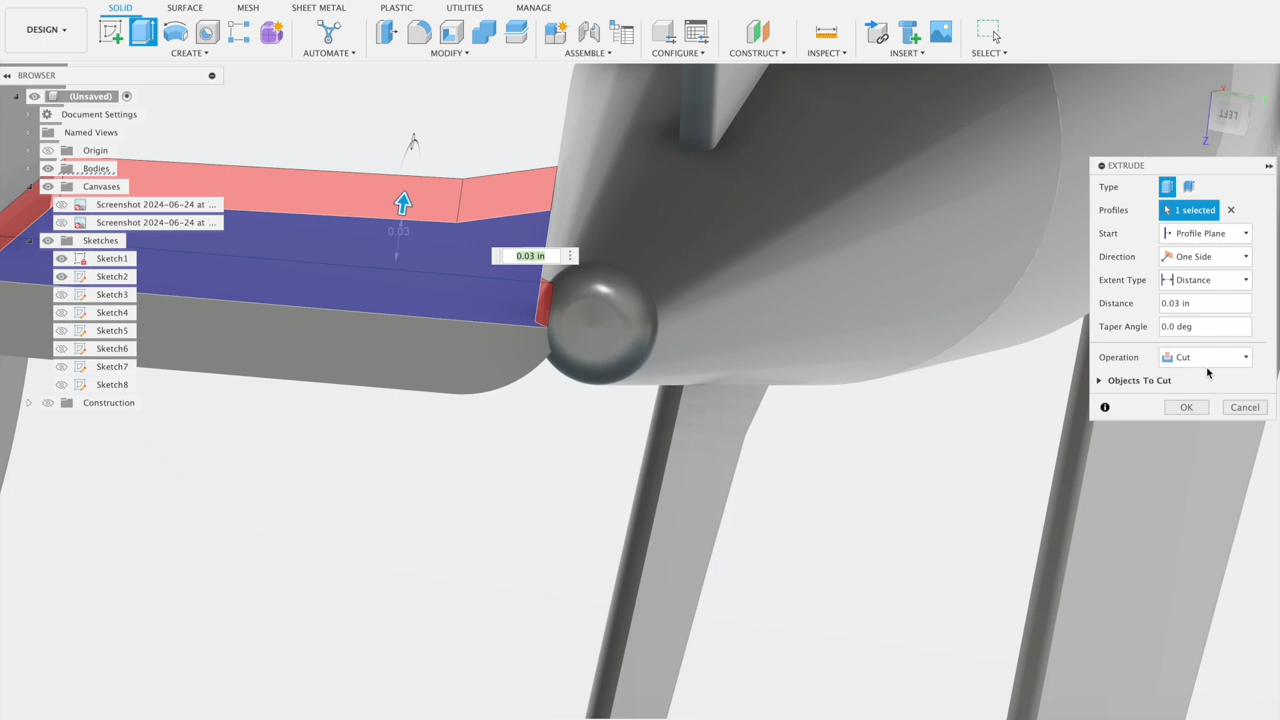 SOLID SURFACE MESH SHEET METAL PLASTIC UTILITIES MANAGE
DESIGN
CREATE AUTOMATE MODIFY ASSEMBLE CONFIGURE CONSTRUCT INSPECT INSERT SELECT
BROWSER
(Unsaved)
Document Settings
Named Views
Origin
Bodies
Canvases
Screenshot 2024-06-24 at ...
Screenshot 2024-06-24 at ...
Sketches
Sketch1
Sketch2
Sketch3
Sketch4
Sketch5
Sketch6
Sketch7
Sketch8
Construction
0.03
0.03 in
X
Y
LEFT
Z
EXTRUDE
Type
Profiles 1 selected
Start Profile Plane
Direction One Side
Extent Type Distance
Distance 0.03 in
Taper Angle 0.0 deg
Operation Cut
Objects To Cut
OK Cancel